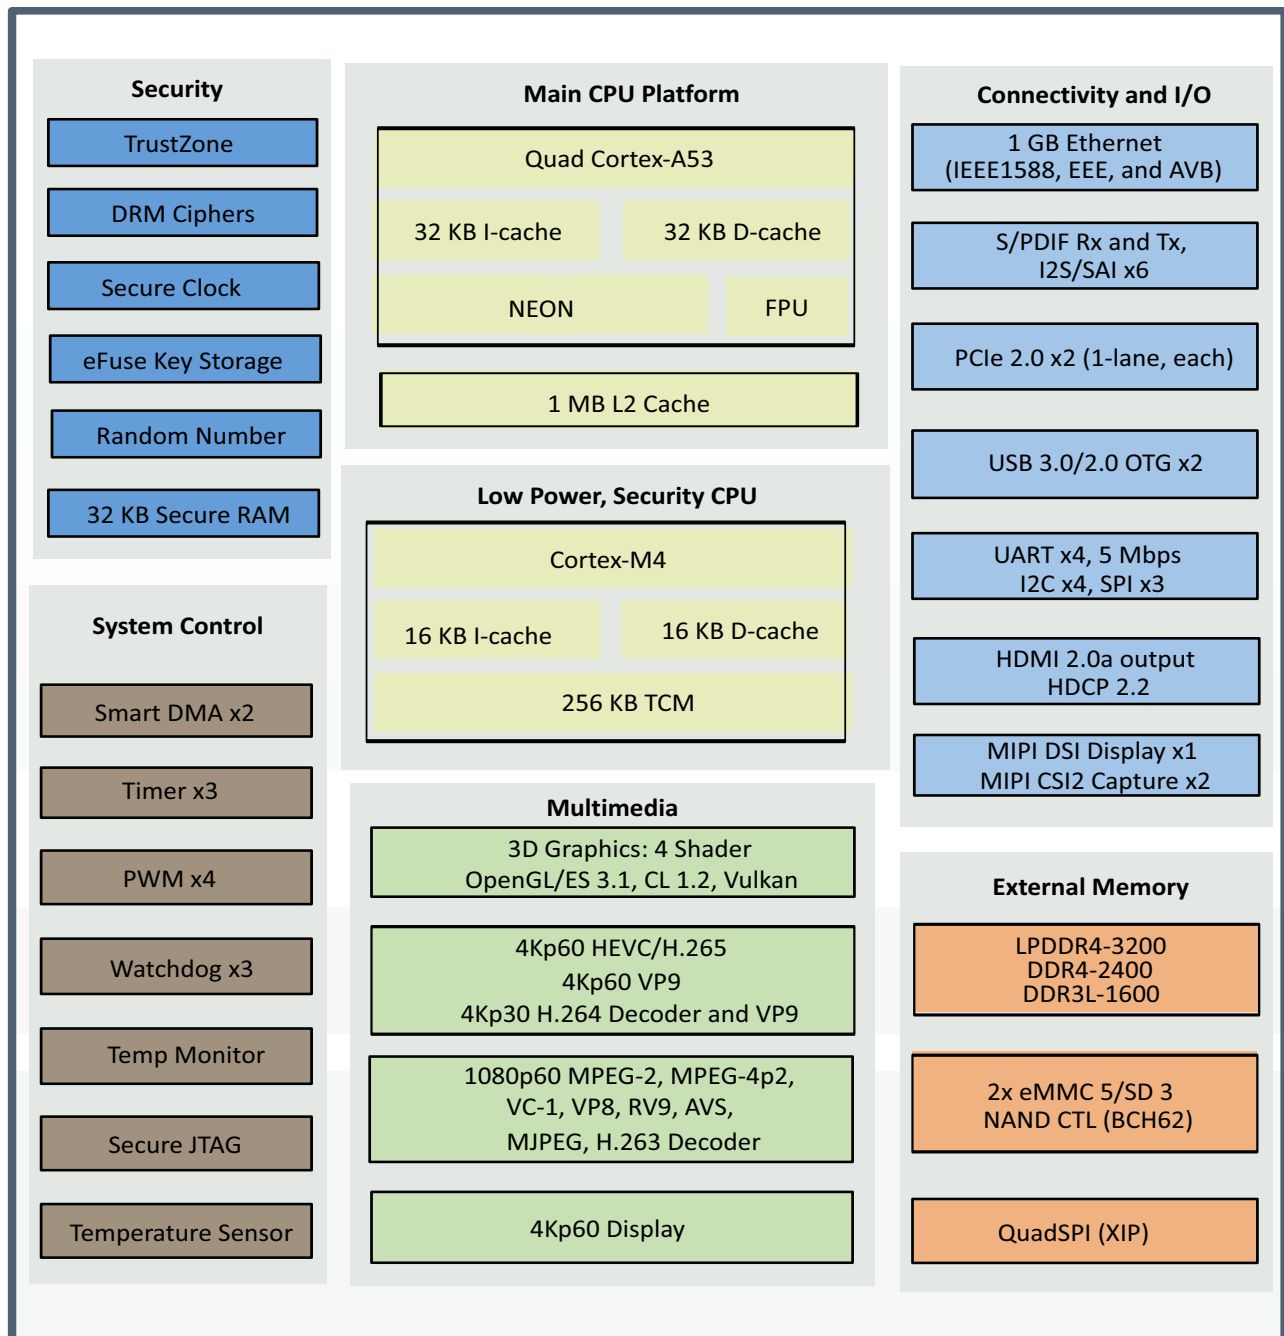 Security
TrustZone
DRM Ciphers
Secure Clock
eFuse Key Storage
Random Number
32 KB Secure RAM
System Control
Smart DMA x2
Timer x3
PWM x4
Watchdog x3
Temp Monitor
Secure JTAG
Temperature Sensor
Main CPU Platform
Quad Cortex-A53
32 KB I-cache
32 KB D-cache
NEON
FPU
1 MB L2 Cache
Low Power, Security CPU
Cortex-M4
16 KB I-cache
16 KB D-cache
256 KB TCM
Multimedia
3D Graphics: 4 Shader
OpenGL/ES 3.1, CL 1.2, Vulkan
4Kp60 HEVC/H.265
4Kp60 VP9
4Kp30 H.264 Decoder and VP9
1080p60 MPEG-2, MPEG-4p2,
VC-1, VP8, RV9, AVS,
MJPEG, H.263 Decoder
4Kp60 Display
Connectivity and I/O
1 GB Ethernet
(IEEE1588, EEE, and AVB)
S/PDIF Rx and Tx,
I2S/SAI x6
PCIe 2.0 x2 (1-lane, each)
USB 3.0/2.0 OTG x2
UART x4, 5 Mbps
I2C x4, SPI x3
HDMI 2.0a output
HDCP 2.2
MIPI DSI Display x1
MIPI CSI2 Capture x2
External Memory
LPDDR4-3200
DDR4-2400
DDR3L-1600
2x eMMC 5/SD 3
NAND CTL (BCH62)
QuadSPI (XIP)